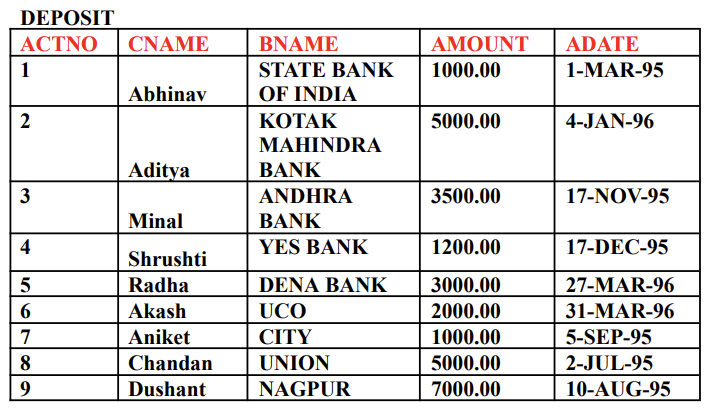 DEPOSIT
ACTNO CNAME BNAME AMOUNT ADATE
1 Abhinav STATE BANK OF INDIA 1000.00 1-MAR-95
2 Aditya KOTAK MAHINDRA BANK 5000.00 4-JAN-96
3 Minal ANDHRA BANK 3500.00 17-NOV-95
4 Shrushti YES BANK 1200.00 17-DEC-95
5 Radha DENA BANK 3000.00 27-MAR-96
6 Akash UCO 2000.00 31-MAR-96
7 Aniket CITY 1000.00 5-SEP-95
8 Chandan UNION 5000.00 2-JUL-95
9 Dushant NAGPUR 7000.00 10-AUG-95